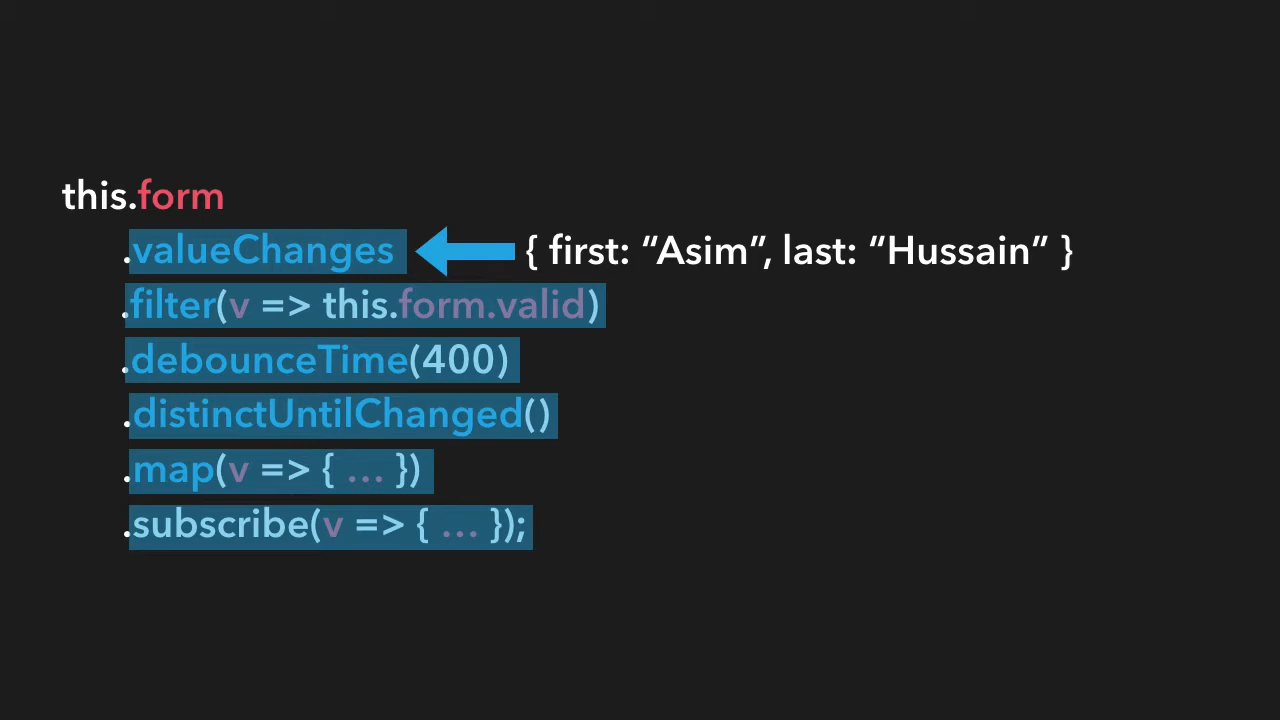 this.form
.valueChanges { first: “Asim”, last: “Hussain” }
.filter(v => this.form.valid)
.debounceTime(400)
.distinctUntilChanged()
.map(v => { ... })
.subscribe(v => { ... });